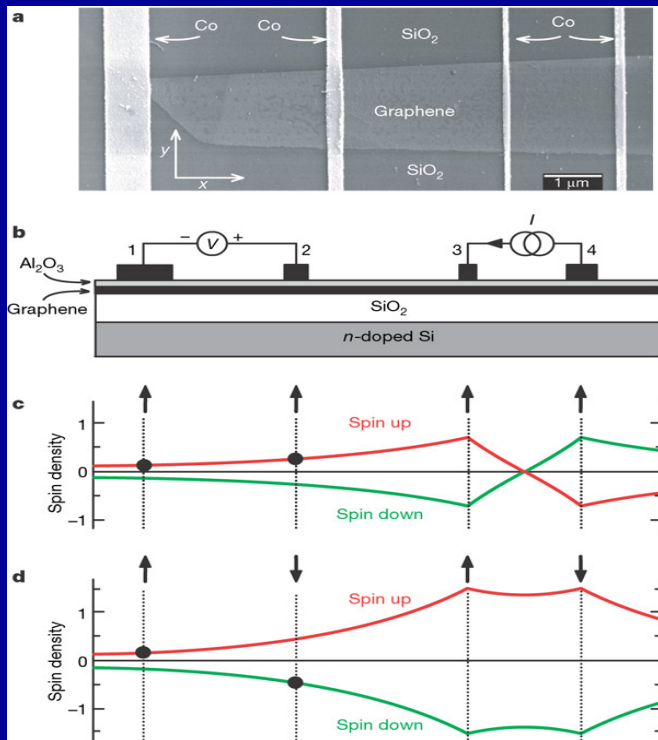 a
Co Co SiO2 Co
Graphene
y
x
SiO2
1 μm
b
I
1 − V + 2 3 4
Al2O3
Graphene
SiO2
n-doped Si
c
Spin density
1
0
−1
Spin up
Spin down
d
Spin density
1
0
−1
Spin up
Spin down